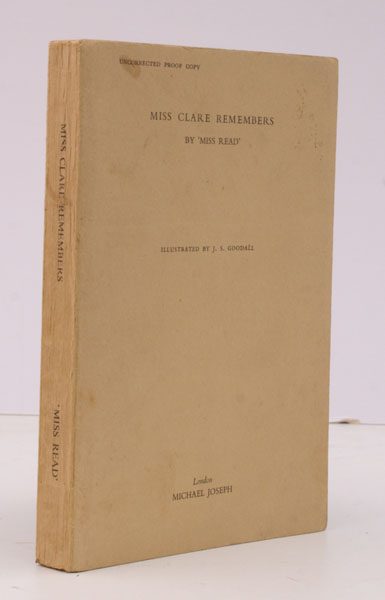 UNCORRECTED PROOF COPY
MISS CLARE REMEMBERS
BY 'MISS READ'
ILLUSTRATED BY J. S. GOODALL
London
MICHAEL JOSEPH
MISS CLARE REMEMBERS
'MISS READ'